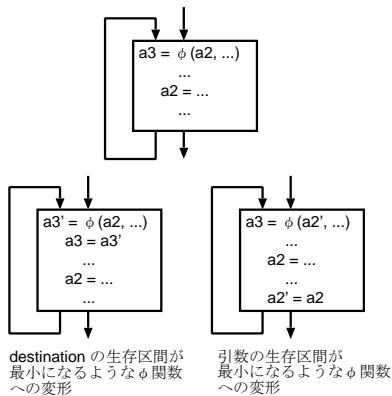 a3 = φ(a2, ...)
...
a2 = ...
...
a3' = φ(a2, ...)
a3 = a3'
...
a2 = ...
...
a3 = φ(a2', ...)
...
a2 = ...
...
a2' = a2
destination の生存区間が
最小になるようなφ関数
への変形
引数の生存区間が
最小になるようなφ関数
への変形